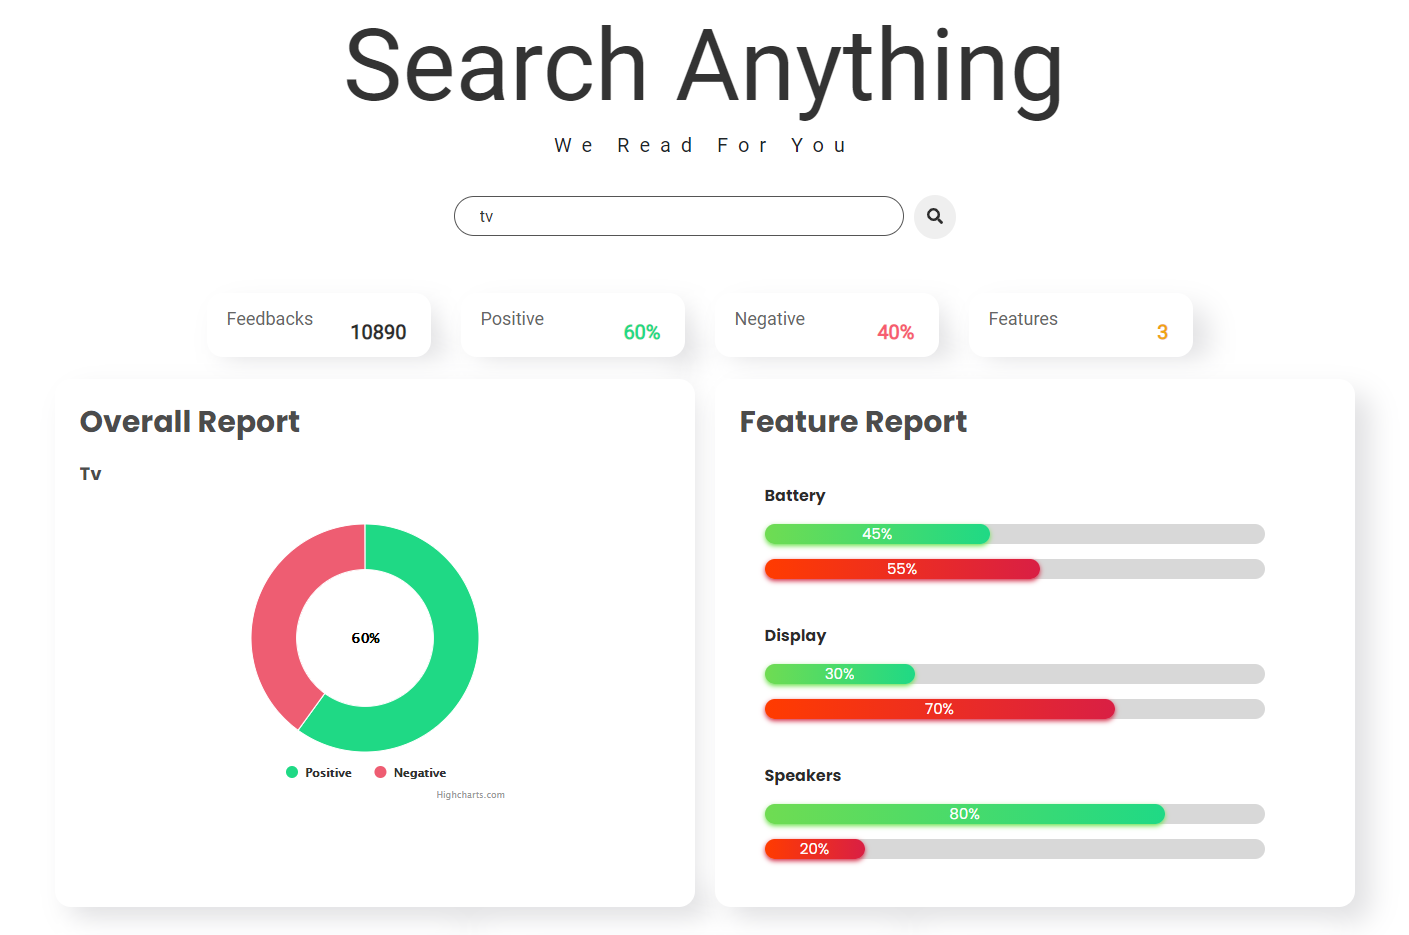 Search Anything
We Read For You
tv
Feedbacks
10890
Positive
60%
Negative
40%
Features
3
Overall Report
Tv
60%
Positive
Negative
Highcharts.com
Feature Report
Battery
45%
55%
Display
30%
70%
Speakers
80%
20%